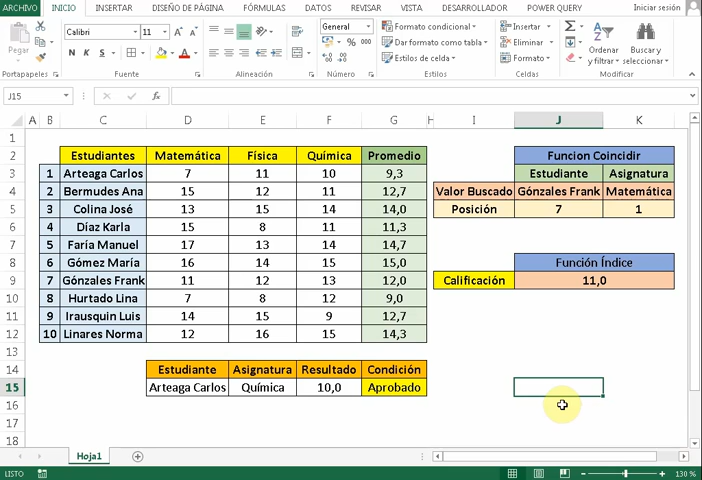 ARCHIVO INICIO INSERTAR DISEÑO DE PÁGINA FÓRMULAS DATOS REVISAR VISTA DESARROLLADOR POWER QUERY Iniciar sesión
Calibri 11 A A General Formato condicional Insertar
Pegar N K S % 000 Dar formato como tabla Eliminar Ordenar y filtrar Buscar y seleccionar
Estilos de celda Formato
Portapapeles Fuente Alineación Número Estilos Celdas Modificar
J15 fx
A B C D E F G H I J K
1
2 Estudiantes Matemática Física Química Promedio Funcion Coincidir
3 1 Arteaga Carlos 7 11 10 9,3 Estudiante Asignatura
4 2 Bermudes Ana 15 12 11 12,7 Valor Buscado Gónzales Frank Matemática
5 3 Colina José 13 15 14 14,0 Posición 7 1
6 4 Díaz Karla 15 8 11 11,3
7 5 Faría Manuel 17 13 14 14,7
8 6 Gómez María 16 14 15 15,0 Función Índice
9 7 Gónzales Frank 11 12 13 12,0 Calificación 11,0
10 8 Hurtado Lina 7 8 12 9,0
11 9 Irausquin Luis 14 15 9 12,7
12 10 Linares Norma 12 16 15 14,3
13
14 Estudiante Asignatura Resultado Condición
15 Arteaga Carlos Química 10,0 Aprobado
16
17
18
Hoja1
LISTO 130 %